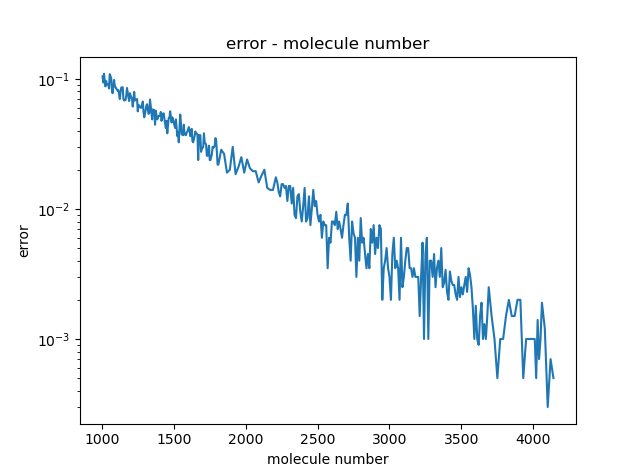 error - molecule number
10⁻¹
10⁻²
10⁻³
error
1000 1500 2000 2500 3000 3500 4000
molecule number